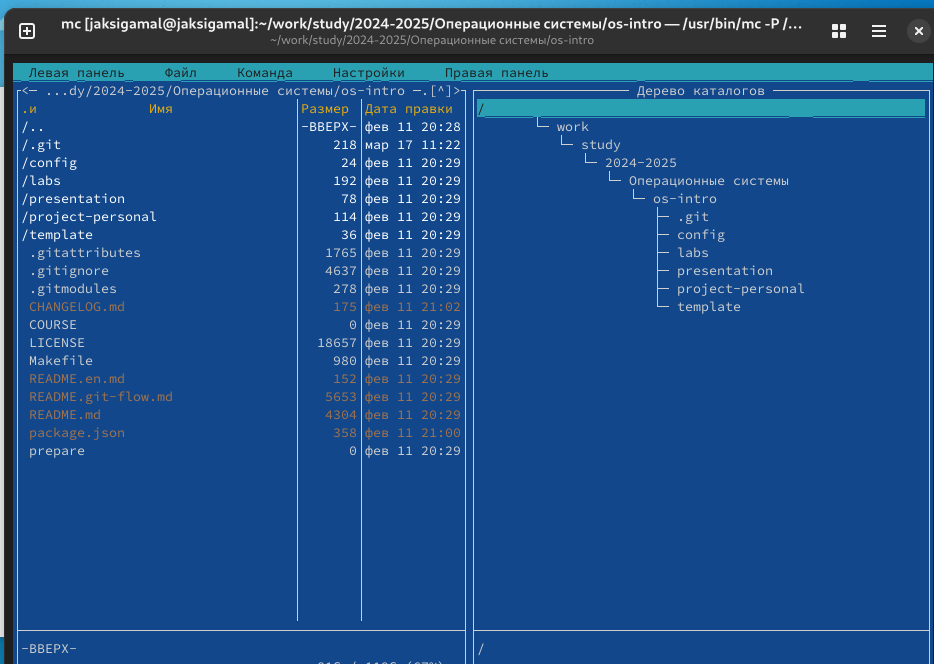 mc [jaksigamal@jaksigamal]:~/work/study/2024-2025/Операционные системы/os-intro — /usr/bin/mc -P /...
~/work/study/2024-2025/Операционные системы/os-intro
Левая панель Файл Команда Настройки Правая панель
<— ...dy/2024-2025/Операционные системы/os-intro —.[^]>
.и Имя Размер Дата правки
/.. -ВВЕРХ- фев 11 20:28
/.git 218 мар 17 11:22
/config 24 фев 11 20:29
/labs 192 фев 11 20:29
/presentation 78 фев 11 20:29
/project-personal 114 фев 11 20:29
/template 36 фев 11 20:29
.gitattributes 1765 фев 11 20:29
.gitignore 4637 фев 11 20:29
.gitmodules 278 фев 11 20:29
CHANGELOG.md 175 фев 11 21:02
COURSE 0 фев 11 20:29
LICENSE 18657 фев 11 20:29
Makefile 980 фев 11 20:29
README.en.md 152 фев 11 20:29
README.git-flow.md 5653 фев 11 20:29
README.md 4304 фев 11 20:29
package.json 358 фев 11 21:00
prepare 0 фев 11 20:29
-ВВЕРХ-
Дерево каталогов
/
work
study
2024-2025
Операционные системы
os-intro
.git
config
labs
presentation
project-personal
template
/